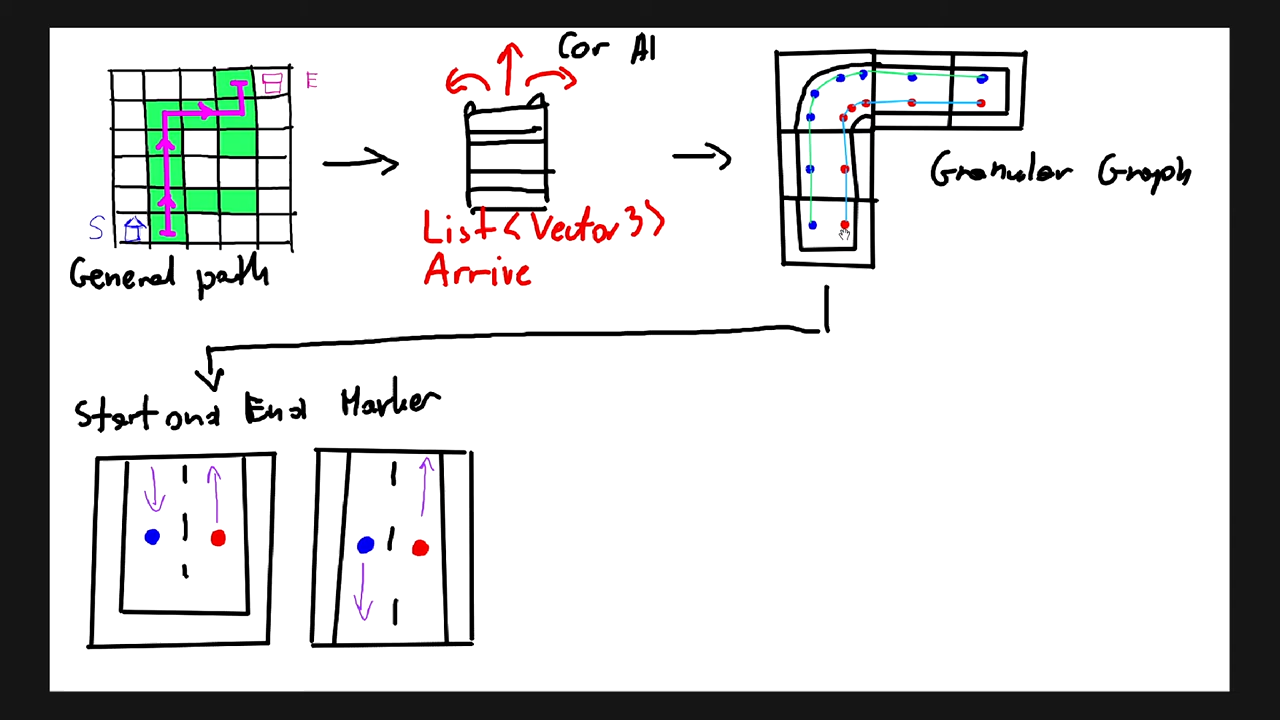 S
E
General path
Car AI
List<Vector3>
Arrive
Granular Graph
Start and End Marker